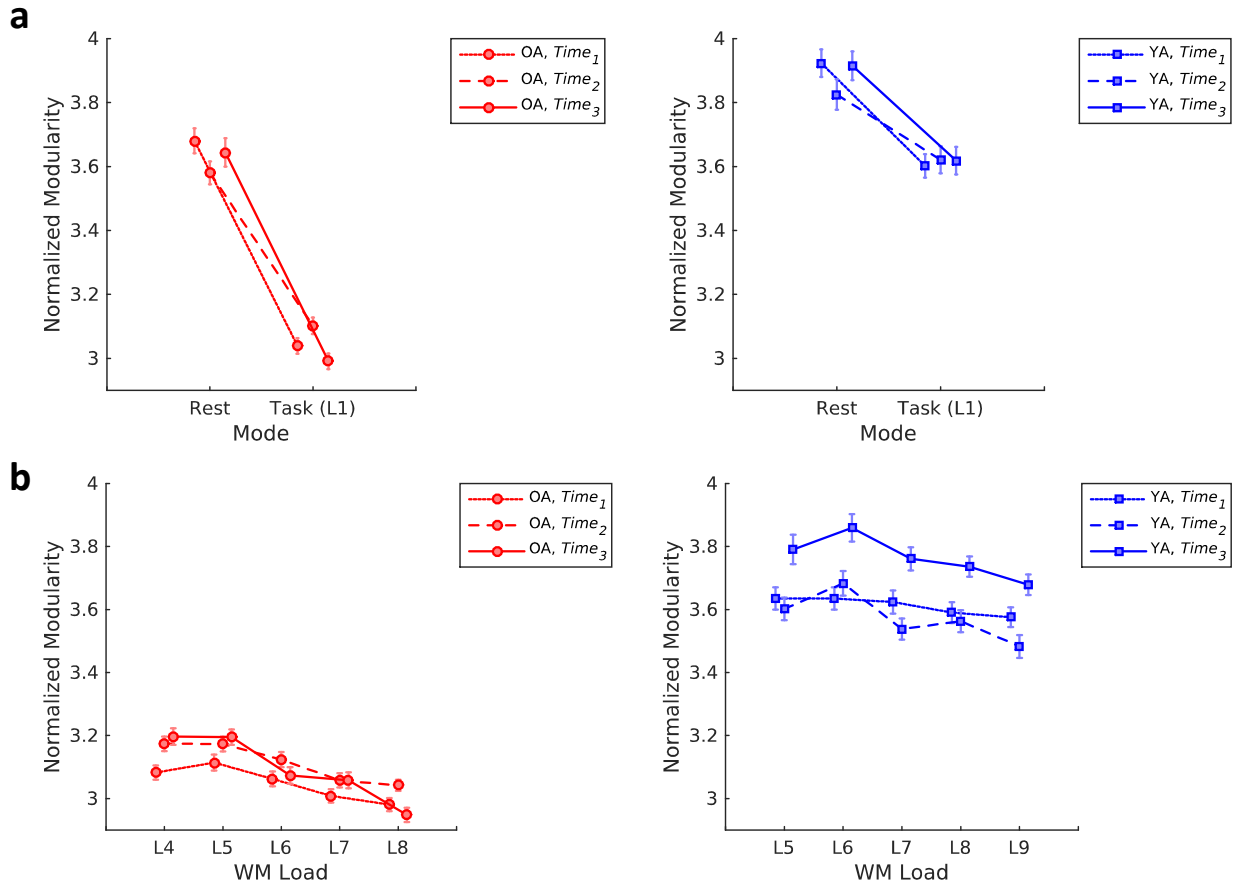 a
4
3.8
3.6
3.4
3.2
3
Normalized Modularity
Rest
Task (L1)
Mode
OA, Time1
OA, Time2
OA, Time3
4
3.8
3.6
3.4
3.2
3
Normalized Modularity
Rest
Task (L1)
Mode
YA, Time1
YA, Time2
YA, Time3
b
4
3.8
3.6
3.4
3.2
3
Normalized Modularity
L4
L5
L6
L7
L8
WM Load
OA, Time1
OA, Time2
OA, Time3
4
3.8
3.6
3.4
3.2
3
Normalized Modularity
L5
L6
L7
L8
L9
WM Load
YA, Time1
YA, Time2
YA, Time3